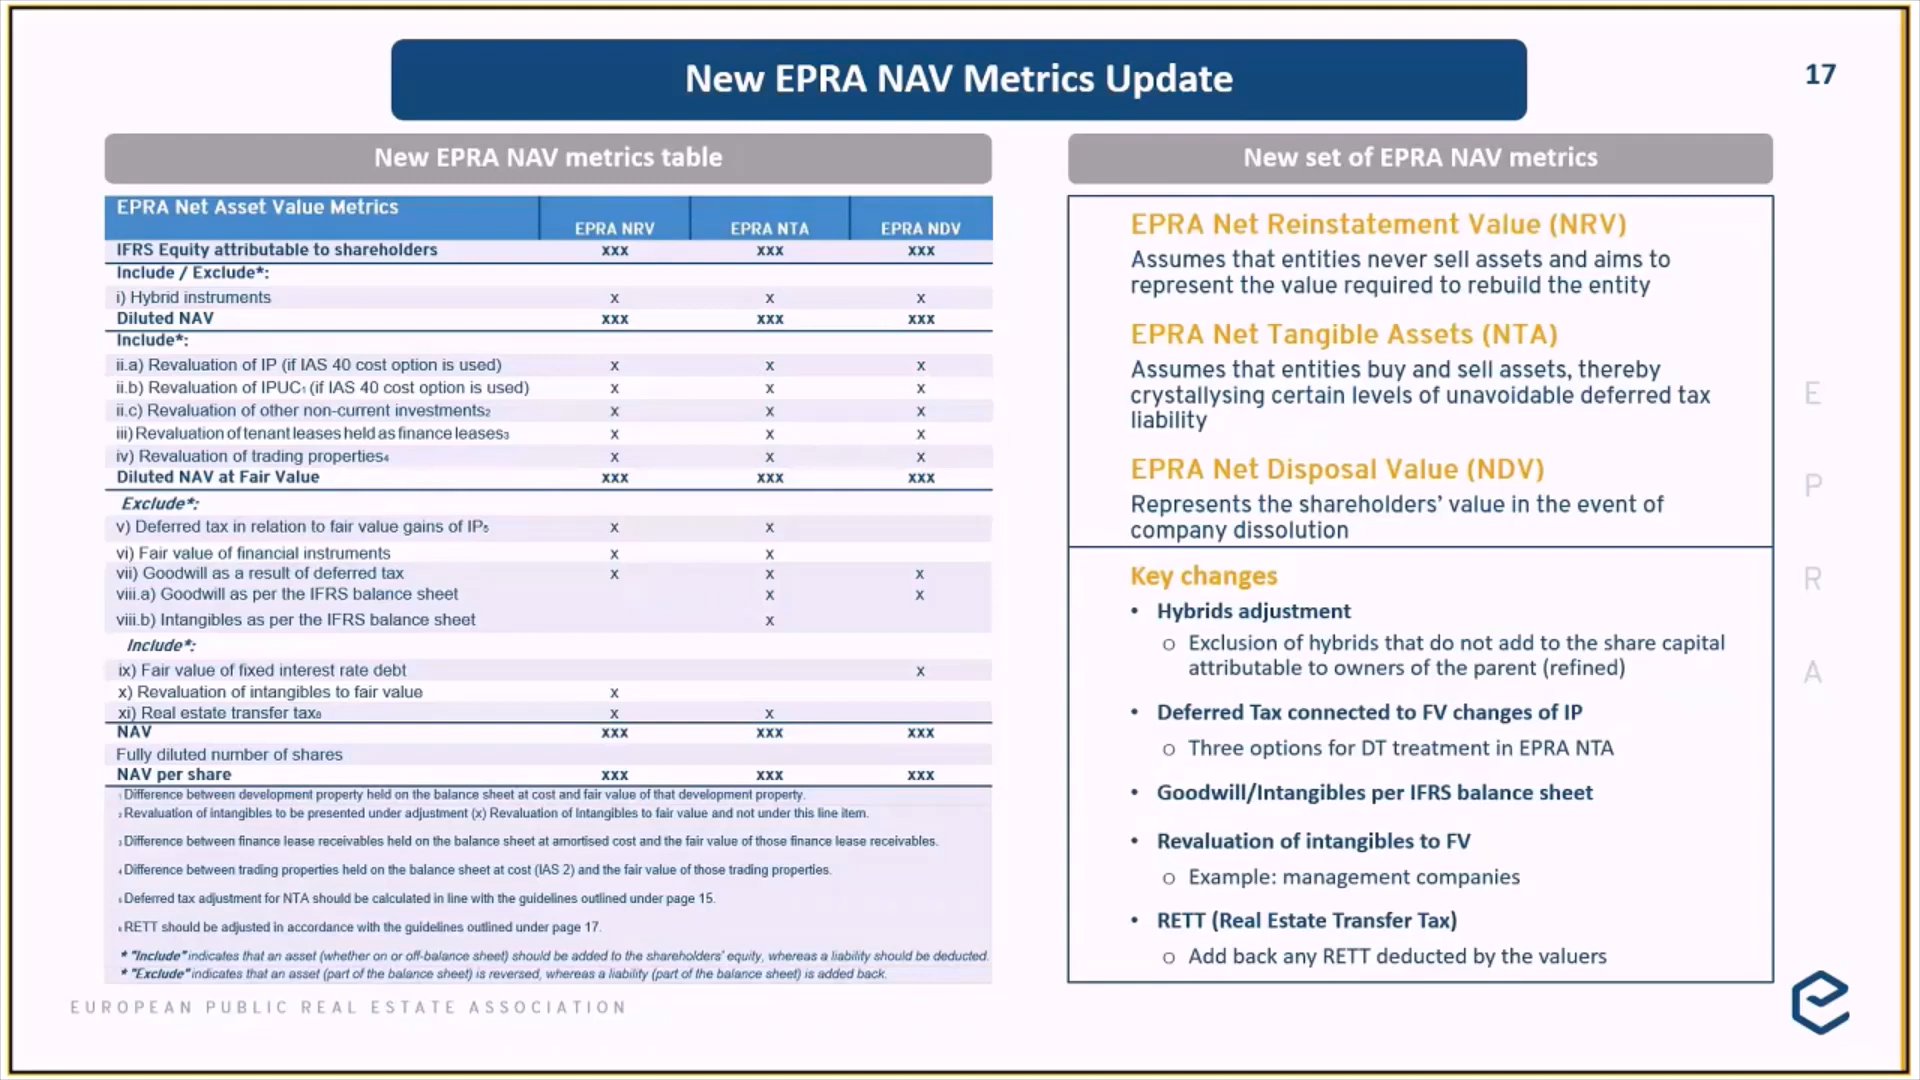 New EPRA NAV Metrics Update
17
New EPRA NAV metrics table
EPRA Net Asset Value Metrics
EPRA NRV EPRA NTA EPRA NDV
IFRS Equity attributable to shareholders xxx xxx xxx
Include / Exclude*:
i) Hybrid instruments x x x
Diluted NAV xxx xxx xxx
Include*:
ii.a) Revaluation of IP (if IAS 40 cost option is used) x x x
ii.b) Revaluation of IPUC1 (if IAS 40 cost option is used) x x x
ii.c) Revaluation of other non-current investments2 x x x
iii) Revaluation of tenant leases held as finance leases3 x x x
iv) Revaluation of trading properties4 x x x
Diluted NAV at Fair Value xxx xxx xxx
Exclude*:
v) Deferred tax in relation to fair value gains of IP5 x x
vi) Fair value of financial instruments x x
vii) Goodwill as a result of deferred tax x x x
viii.a) Goodwill as per the IFRS balance sheet x x
viii.b) Intangibles as per the IFRS balance sheet x
Include*:
ix) Fair value of fixed interest rate debt x
x) Revaluation of intangibles to fair value x
xi) Real estate transfer tax6 x x
NAV xxx xxx xxx
Fully diluted number of shares
NAV per share xxx xxx xxx
1 Difference between development property held on the balance sheet at cost and fair value of that development property.
2 Revaluation of intangibles to be presented under adjustment (x) Revaluation of Intangibles to fair value and not under this line item.
3 Difference between finance lease receivables held on the balance sheet at amortised cost and the fair value of those finance lease receivables.
4 Difference between trading properties held on the balance sheet at cost (IAS 2) and the fair value of those trading properties.
5 Deferred tax adjustment for NTA should be calculated in line with the guidelines outlined under page 15.
6 RETT should be adjusted in accordance with the guidelines outlined under page 17.
* "Include" indicates that an asset (whether on or off-balance sheet) should be added to the shareholders' equity, whereas a liability should be deducted.
* "Exclude" indicates that an asset (part of the balance sheet) is reversed, whereas a liability (part of the balance sheet) is added back.
New set of EPRA NAV metrics
EPRA Net Reinstatement Value (NRV)
Assumes that entities never sell assets and aims to
represent the value required to rebuild the entity
EPRA Net Tangible Assets (NTA)
Assumes that entities buy and sell assets, thereby
crystallysing certain levels of unavoidable deferred tax
liability
EPRA Net Disposal Value (NDV)
Represents the shareholders' value in the event of
company dissolution
Key changes
• Hybrids adjustment
o Exclusion of hybrids that do not add to the share capital
attributable to owners of the parent (refined)
• Deferred Tax connected to FV changes of IP
o Three options for DT treatment in EPRA NTA
• Goodwill/Intangibles per IFRS balance sheet
• Revaluation of intangibles to FV
o Example: management companies
• RETT (Real Estate Transfer Tax)
o Add back any RETT deducted by the valuers
E
P
R
A
EUROPEAN PUBLIC REAL ESTATE ASSOCIATION